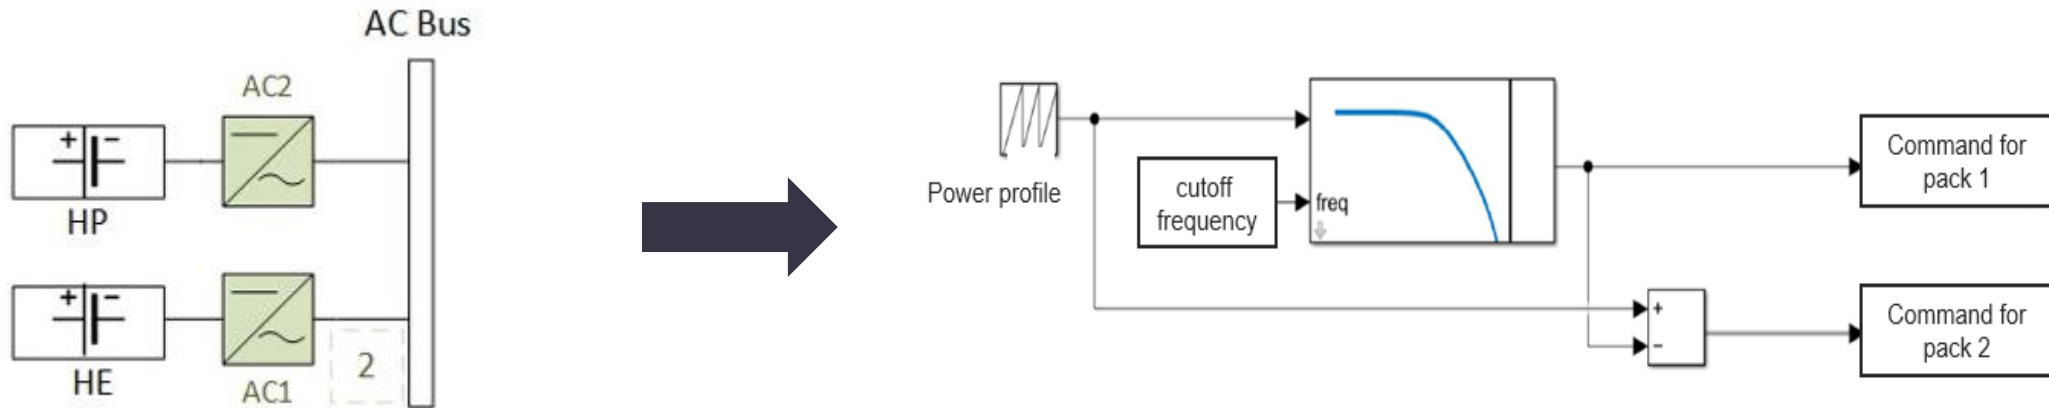 AC Bus
AC2
+ -
HP
+ -
HE
AC1
2
Power profile
cutoff
frequency
freq
+
-
Command for
pack 1
Command for
pack 2